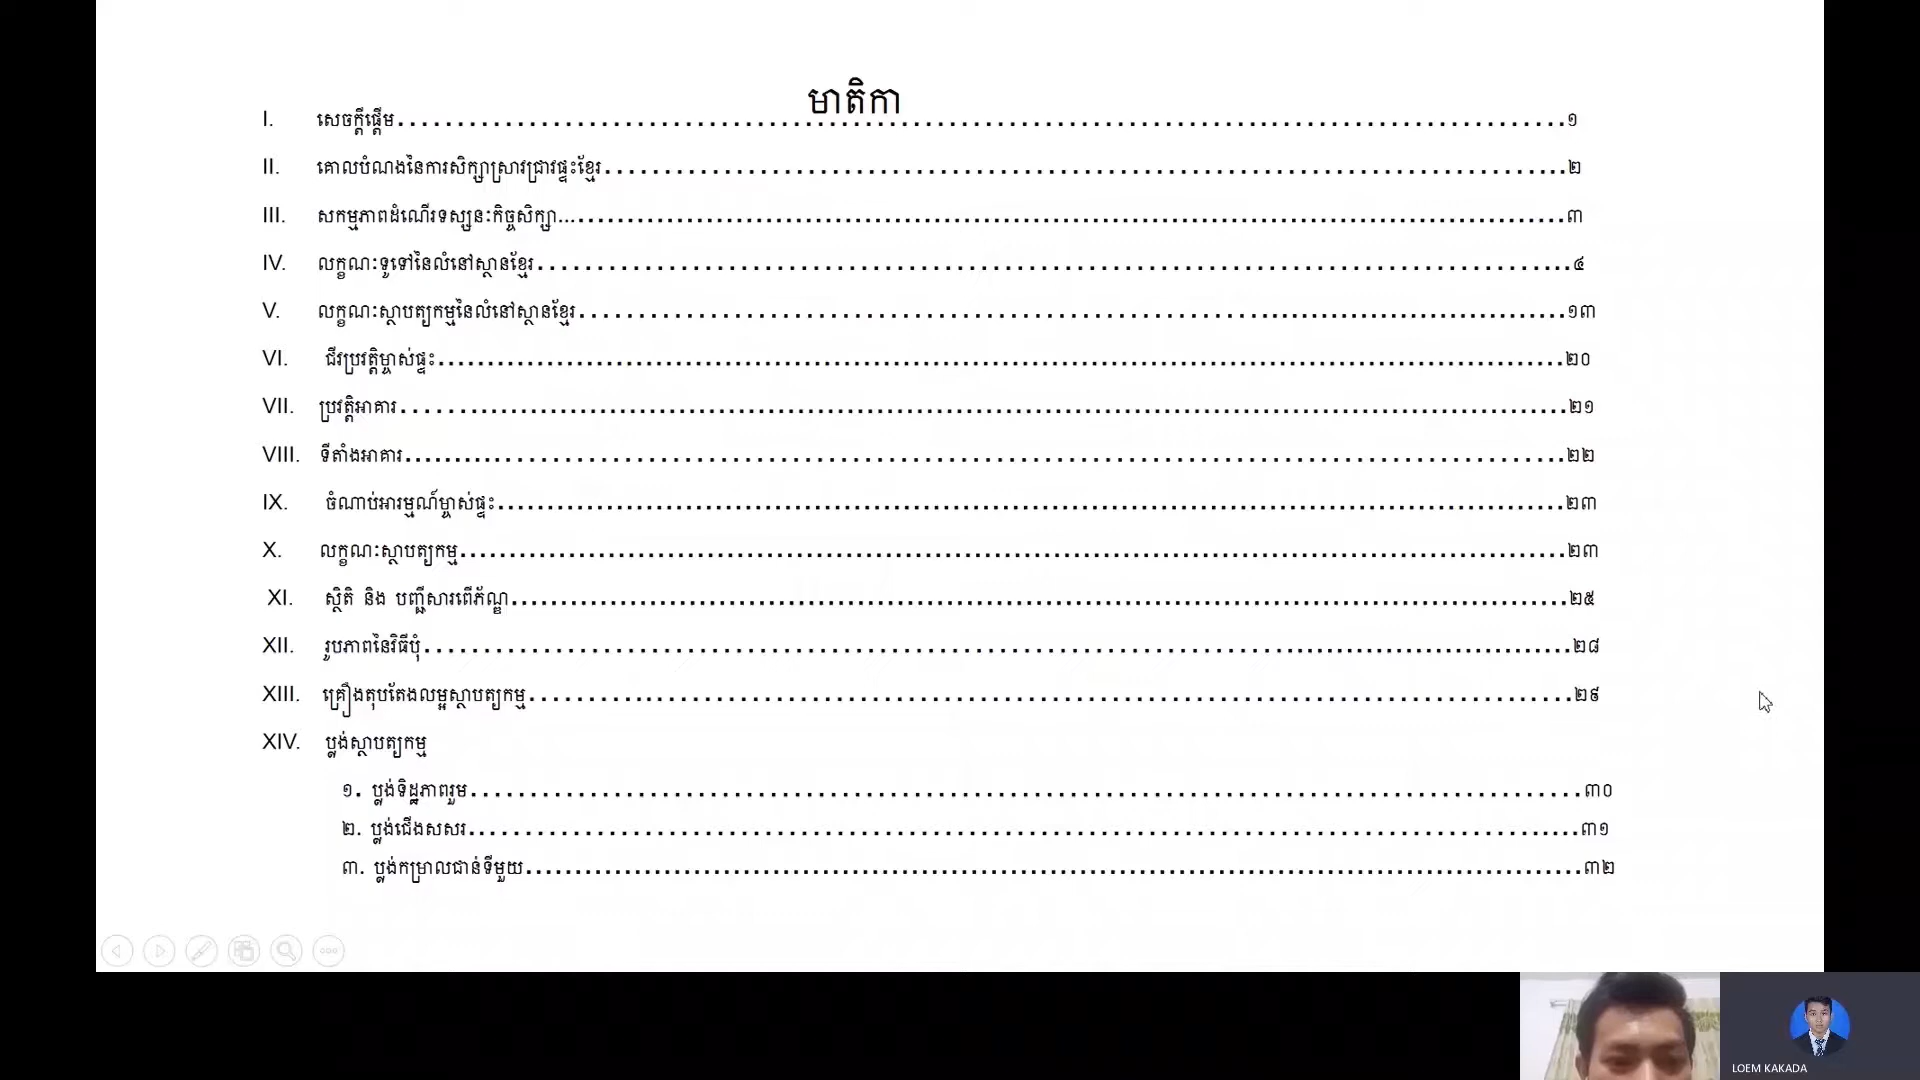 មាតិកា
I. សេចក្តីផ្តើម.......................................................១
II. គោលបំណងនៃការសិក្សាស្រាវជ្រាវផ្ទះខ្មែរ.......................................................២
III. សកម្មភាពដំណើរទស្សនៈកិច្ចសិក្សា.......................................................៣
IV. លក្ខណៈទូទៅនៃលំនៅស្ថានខ្មែរ.......................................................៤
V. លក្ខណៈស្ថាបត្យកម្មនៃលំនៅស្ថានខ្មែរ.......................................................១៣
VI. ជីវប្រវត្តិម្ចាស់ផ្ទះ.......................................................២០
VII. ប្រវត្តិអាគារ.......................................................២១
VIII. ទីតាំងអាគារ.......................................................២២
IX. ចំណាប់អារម្មណ៍ម្ចាស់ផ្ទះ.......................................................២៣
X. លក្ខណៈស្ថាបត្យកម្ម.......................................................២៣
XI. ស្ថិតិ និង បញ្ជីសារពើភ័ណ្ឌ.......................................................២៥
XII. រូបភាពនៃវិធីបុំ.......................................................២៨
XIII. គ្រឿងតុបតែងលម្អស្ថាបត្យកម្ម.......................................................២៩
XIV. ប្លង់ស្ថាបត្យកម្ម
១. ប្លង់ទិដ្ឋភាពរួម.......................................................៣០
២. ប្លង់ជើងសសរ.......................................................៣១
៣. ប្លង់កម្រាលជាន់ទីមួយ.......................................................៣២
LOEM KAKADA